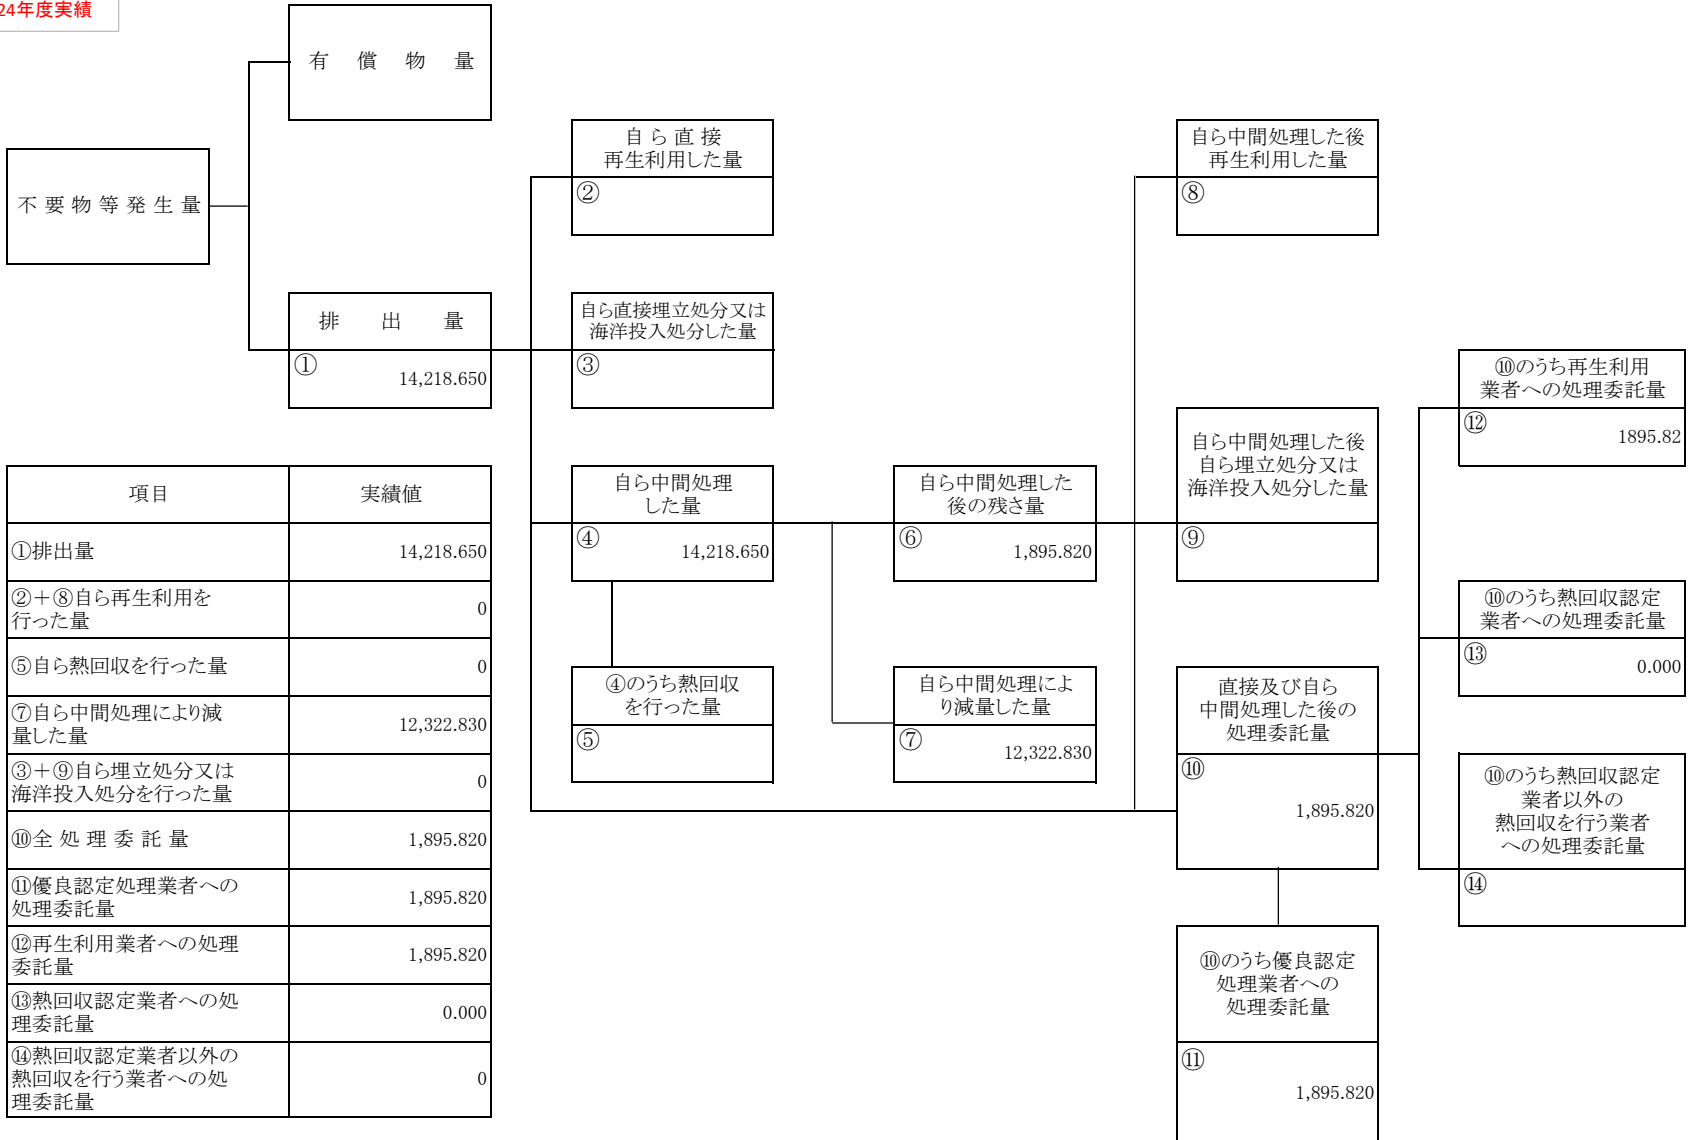 24年度実績
有償物量
不要物等発生量
排出量
①
14,218.650
自ら直接
再生利用した量
②
自ら直接埋立処分又は
海洋投入処分した量
③
自ら中間処理
した量
④
14,218.650
④のうち熱回収
を行った量
⑤
自ら中間処理した
後の残さ量
⑥
1,895.820
自ら中間処理によ
り減量した量
⑦
12,322.830
自ら中間処理した後
再生利用した量
⑧
自ら中間処理した後
自ら埋立処分又は
海洋投入処分した量
⑨
直接及び自ら
中間処理した後の
処理委託量
⑩
1,895.820
⑩のうち優良認定
処理業者への
処理委託量
⑪
1,895.820
⑩のうち再生利用
業者への処理委託量
⑫
1895.82
⑩のうち熱回収認定
業者への処理委託量
⑬
0.000
⑩のうち熱回収認定
業者以外の
熱回収を行う業者
への処理委託量
⑭
項目
実績値
①排出量
14,218.650
②＋⑧自ら再生利用を
行った量
0
⑤自ら熱回収を行った量
0
⑦自ら中間処理により減
量した量
12,322.830
③＋⑨自ら埋立処分又は
海洋投入処分を行った量
0
⑩全処理委託量
1,895.820
⑪優良認定処理業者への
処理委託量
1,895.820
⑫再生利用業者への処理
委託量
1,895.820
⑬熱回収認定業者への処
理委託量
0.000
⑭熱回収認定業者以外の
熱回収を行う業者への処
理委託量
0